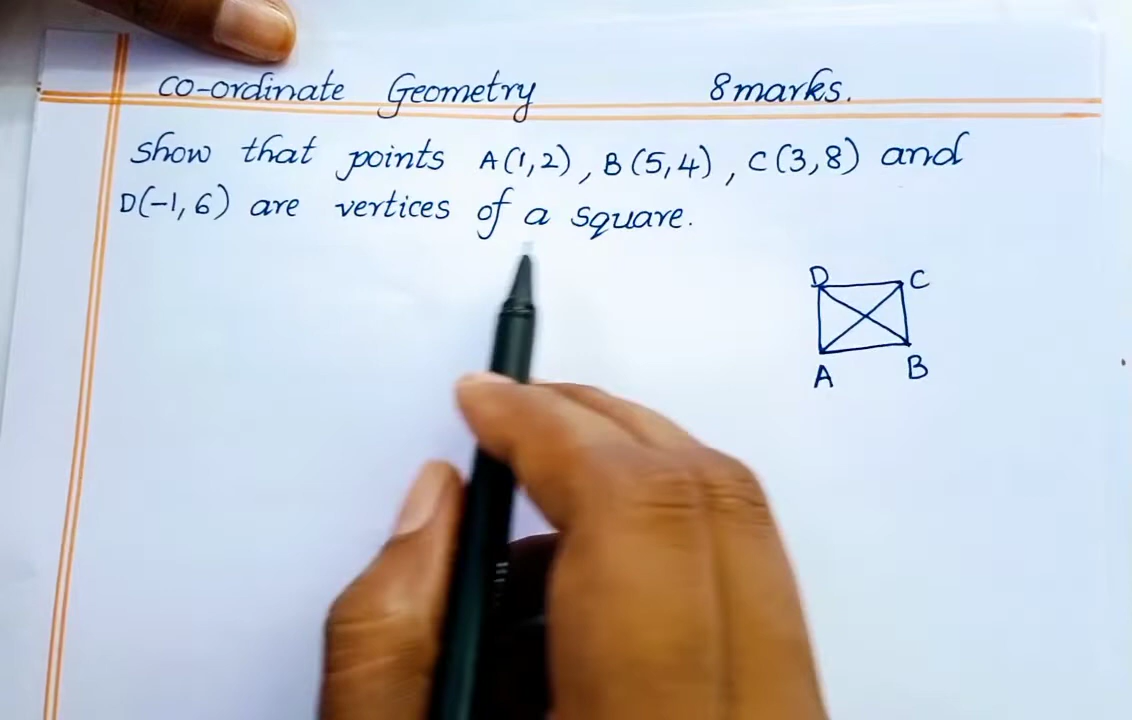 co-ordinate Geometry 8marks.
show that points A(1,2), B(5,4), C(3,8) and
D(-1,6) are vertices of a square.
D C
A B